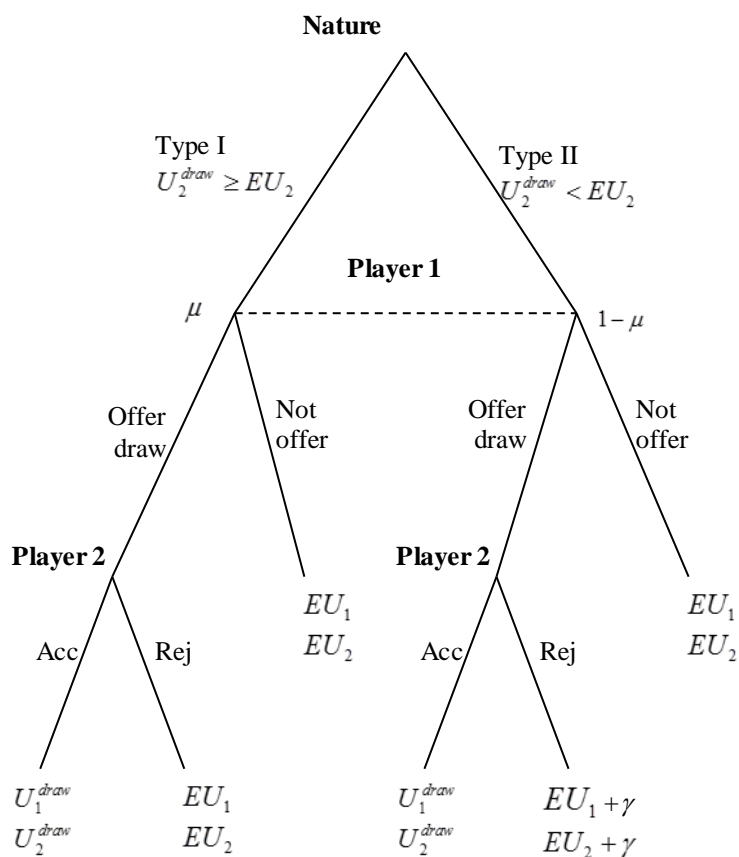 Nature
Type I
U_2^{draw} ≥ EU_2
Type II
U_2^{draw} < EU_2
Player 1
μ
1 − μ
Offer
draw
Not
offer
Offer
draw
Not
offer
Player 2
Player 2
EU_1
EU_2
EU_1
EU_2
Acc
Rej
Acc
Rej
U_1^{draw}
U_2^{draw}
EU_1
EU_2
U_1^{draw}
U_2^{draw}
EU_1 + γ
EU_2 + γ